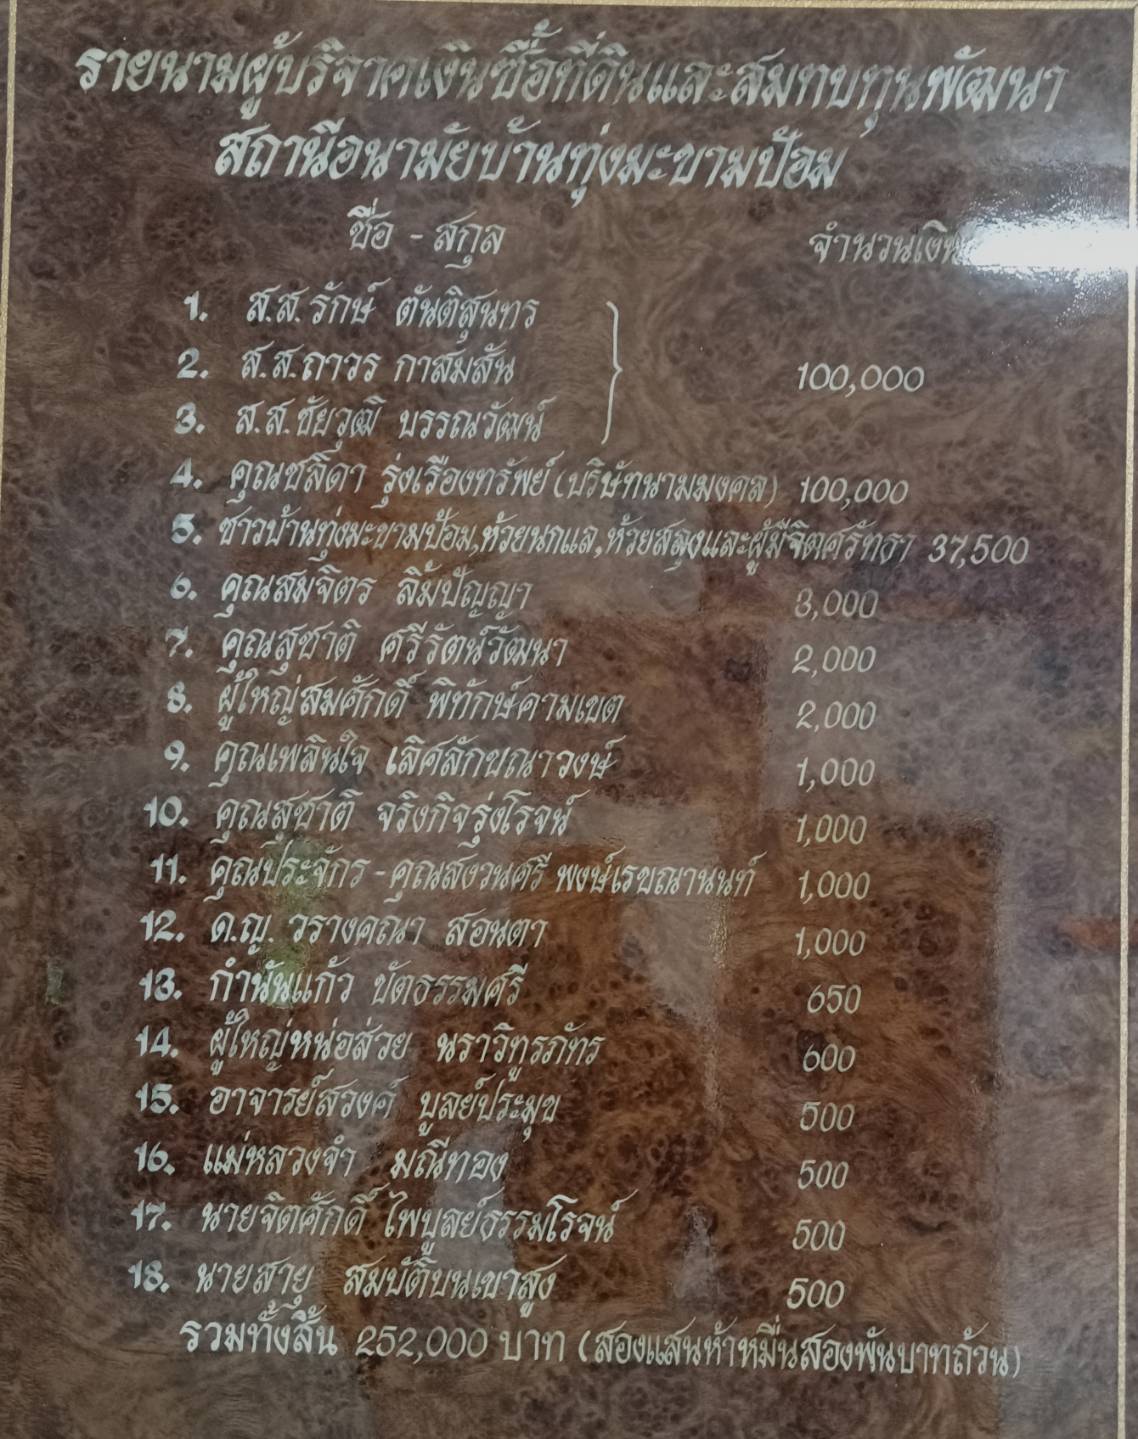 รายนามผู้บริจาคเงินซื้อที่ดินและสมทบทุนพัฒนา
สถานีอนามัยบ้านทุ่งมะขามป้อม
ชื่อ - สกุล จำนวนเงิน
1. ส.ส.รักษ์ ตันติสุนทร
2. ส.ส.ถาวร กาสมสัน 100,000
3. ส.ส.ชัยวุฒิ บรรณวัฒน์
4. คุณชลิดา รุ่งเรืองทรัพย์ (บริษัทนามมงคล) 100,000
5. ชาวบ้านทุ่งมะขามป้อม,ห้วยนกแล,ห้วยสลุงและผู้มีจิตศรัทธา 37,500
6. คุณสมจิตร ลิ้มปัญญา 3,000
7. คุณสุชาติ ศรีรัตน์วัฒนา 2,000
8. ผู้ใหญ่สมศักดิ์ พิทักษ์คามเขต 2,000
9. คุณเพลินใจ เลิศลักขณาวงษ์ 1,000
10. คุณสุชาติ จริงกิจรุ่งโรจน์ 1,000
11. คุณประจักร - คุณสงวนศรี พงษ์เรขณานนท์ 1,000
12. ด.ญ. วรางคณา สอนตา 1,000
13. กำนันแก้ว บัดธรรมศรี 650
14. ผู้ใหญ่หน่อส่วย นราวิทูรภัทร 600
15. อาจารย์สวงค์ บูลย์ประมุข 500
16. แม่หลวงจำ มณีทอง 500
17. นายจิตศักดิ์ ไพบูลย์ธรรมโรจน์ 500
18. นายสายุ สมบัติบนเขาสูง 500
รวมทั้งสิ้น 252,000 บาท (สองแสนห้าหมื่นสองพันบาทถ้วน)